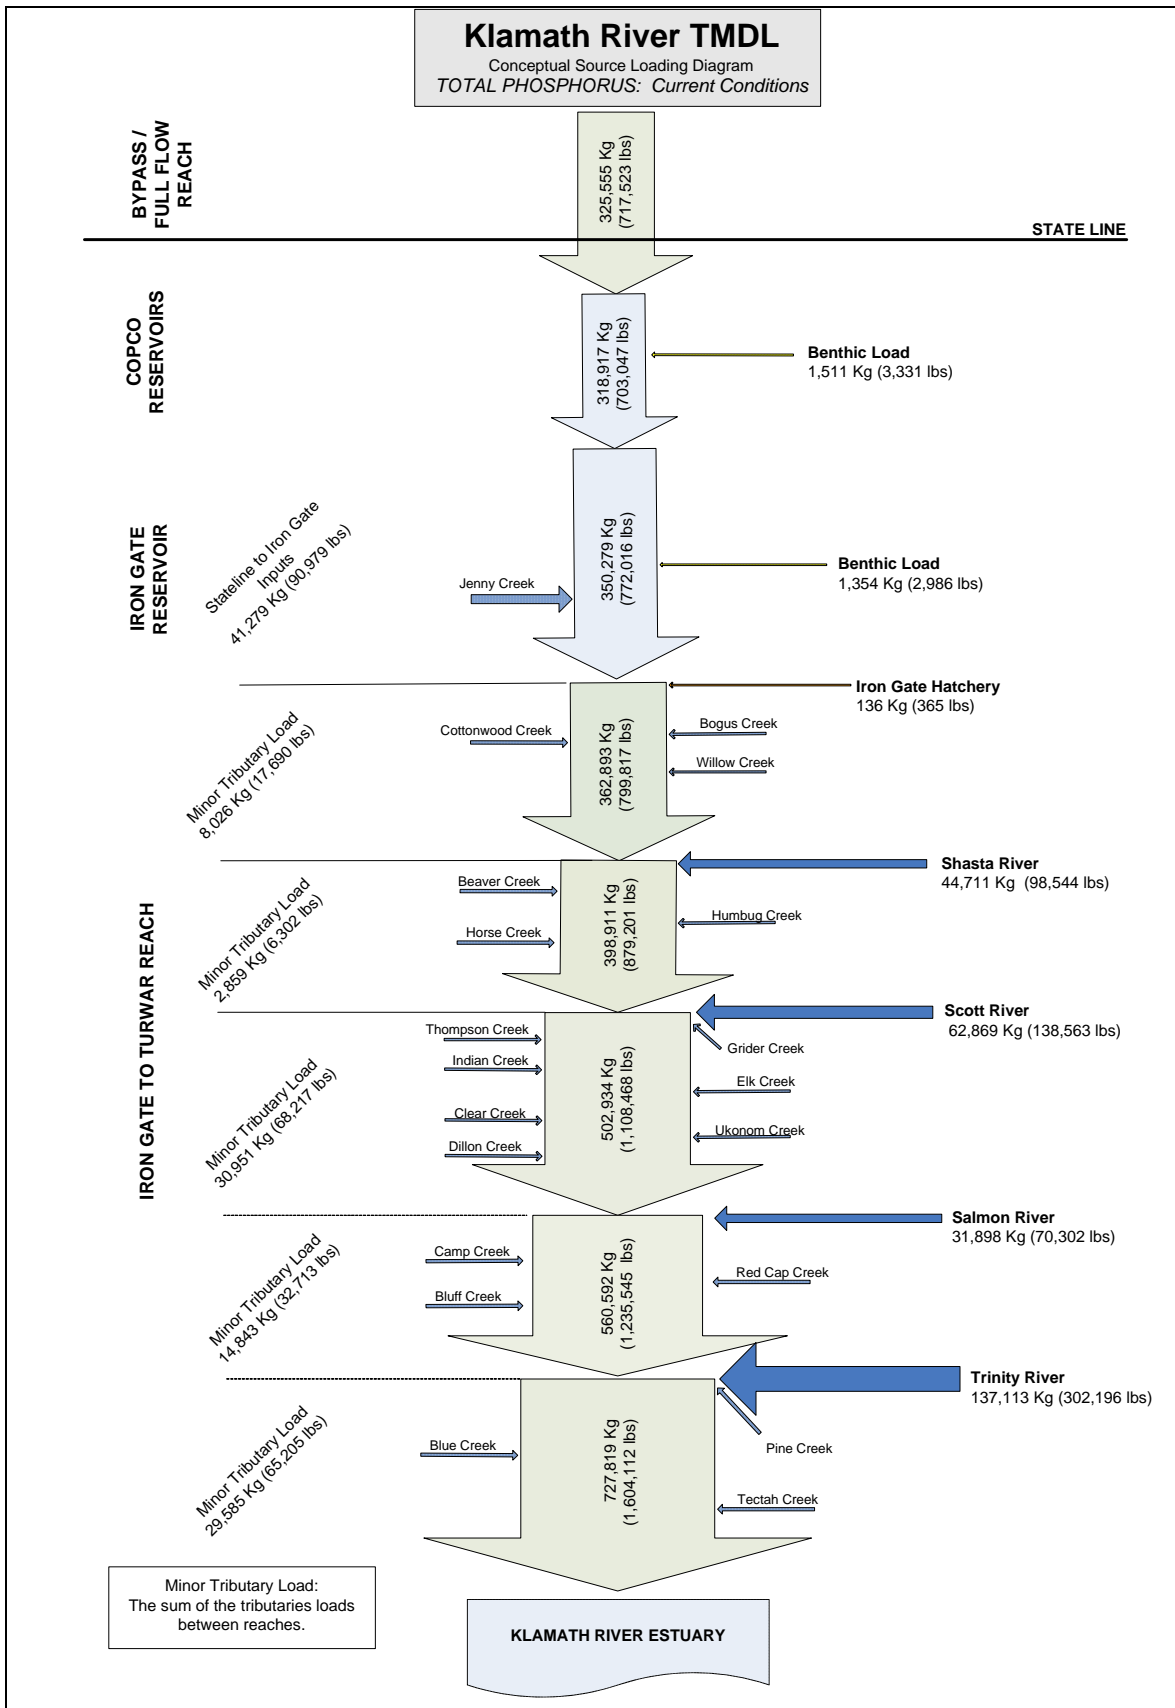 Klamath River TMDL
Conceptual Source Loading Diagram
TOTAL PHOSPHORUS: Current Conditions
BYPASS /
FULL FLOW
REACH
325,555 Kg
(717,523 lbs)
STATE LINE
COPCO
RESERVOIRS
318,917 Kg
(703,047 lbs)
Benthic Load
1,511 Kg (3,331 lbs)
IRON GATE
RESERVOIR
Stateline to Iron Gate
Inputs
41,279 Kg (90,979 lbs)
Jenny Creek
350,279 Kg
(772,016 lbs)
Benthic Load
1,354 Kg (2,986 lbs)
IRON GATE TO TURWAR REACH
Minor Tributary Load
8,026 Kg (17,690 lbs)
Cottonwood Creek
362,893 Kg
(799,817 lbs)
Iron Gate Hatchery
136 Kg (365 lbs)
Bogus Creek
Willow Creek
Minor Tributary Load
2,859 Kg (6,302 lbs)
Beaver Creek
Horse Creek
398,911 Kg
(879,201 lbs)
Shasta River
44,711 Kg (98,544 lbs)
Humbug Creek
Minor Tributary Load
30,951 Kg (68,217 lbs)
Thompson Creek
Indian Creek
Clear Creek
Dillon Creek
502,934 Kg
(1,108,468 lbs)
Scott River
62,869 Kg (138,563 lbs)
Grider Creek
Elk Creek
Ukonom Creek
Minor Tributary Load
14,843 Kg (32,713 lbs)
Camp Creek
Bluff Creek
560,592 Kg
(1,235,545 lbs)
Salmon River
31,898 Kg (70,302 lbs)
Red Cap Creek
Minor Tributary Load
29,585 Kg (65,205 lbs)
Blue Creek
727,819 Kg
(1,604,112 lbs)
Trinity River
137,113 Kg (302,196 lbs)
Pine Creek
Tectah Creek
Minor Tributary Load:
The sum of the tributaries loads
between reaches.
KLAMATH RIVER ESTUARY